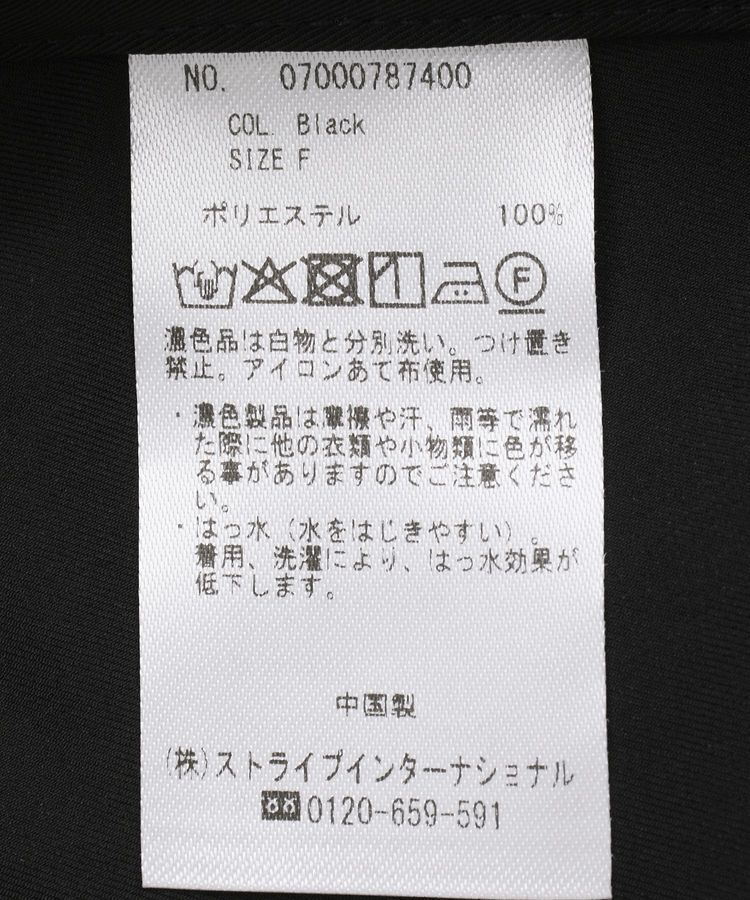 NO. 07000787400
COL. Black
SIZE F
ポリエステル 100%
F
濃色品は白物と分別洗い。つけ置き
禁止。アイロンあて布使用。
・濃色製品は摩擦や汗、雨等で濡れ
た際に他の衣類や小物類に色が移
る事がありますのでご注意くださ
い。
・はっ水（水をはじきやすい）。
着用、洗濯により、はっ水効果が
低下します。
中国製
(株)ストライプインターナショナル
0120-659-591